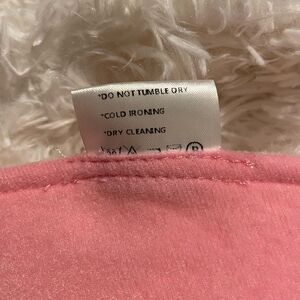 *DO NOT TUMBLE DRY
*COLD IRONING
*DRY CLEANING